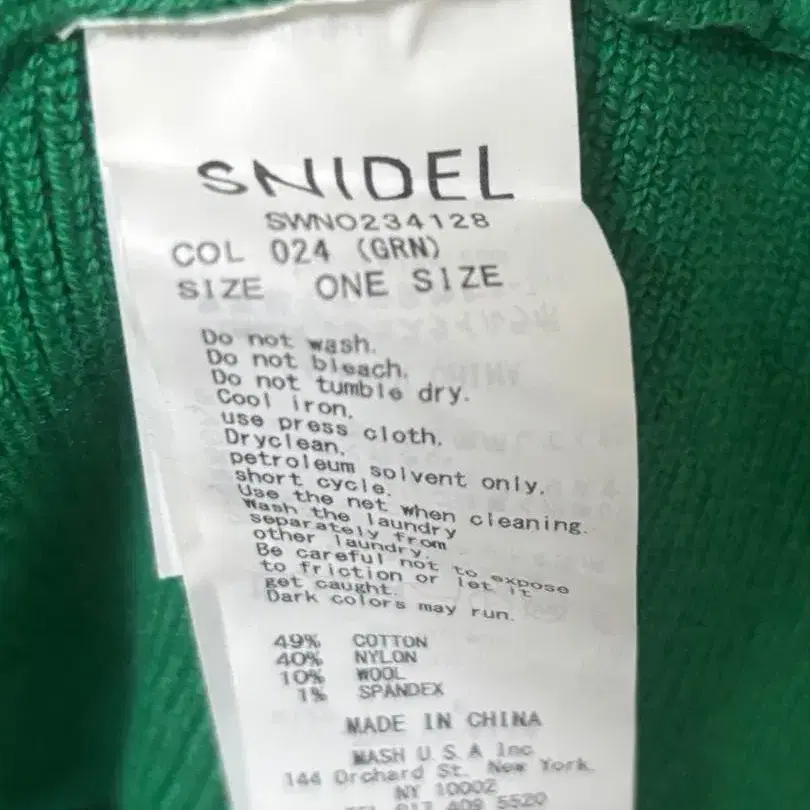 SNIDEL
SWNO234128
COL 024 (GRN)
SIZE ONE SIZE
Do not wash.
Do not bleach.
Do not tumble dry.
Cool iron.
use press cloth.
Dryclean.
petroleum solvent only.
short cycle.
Use the net when cleaning.
Wash the laundry
separately from
other laundry.
Be careful not to expose
to friction or let it
get caught.
Dark colors may run.
49% COTTON
40% NYLON
10% WOOL
1% SPANDEX
MADE IN CHINA
MASH U.S.A Inc
144 Orchard St. New York.
NY 10002
TEL 917 409 5520